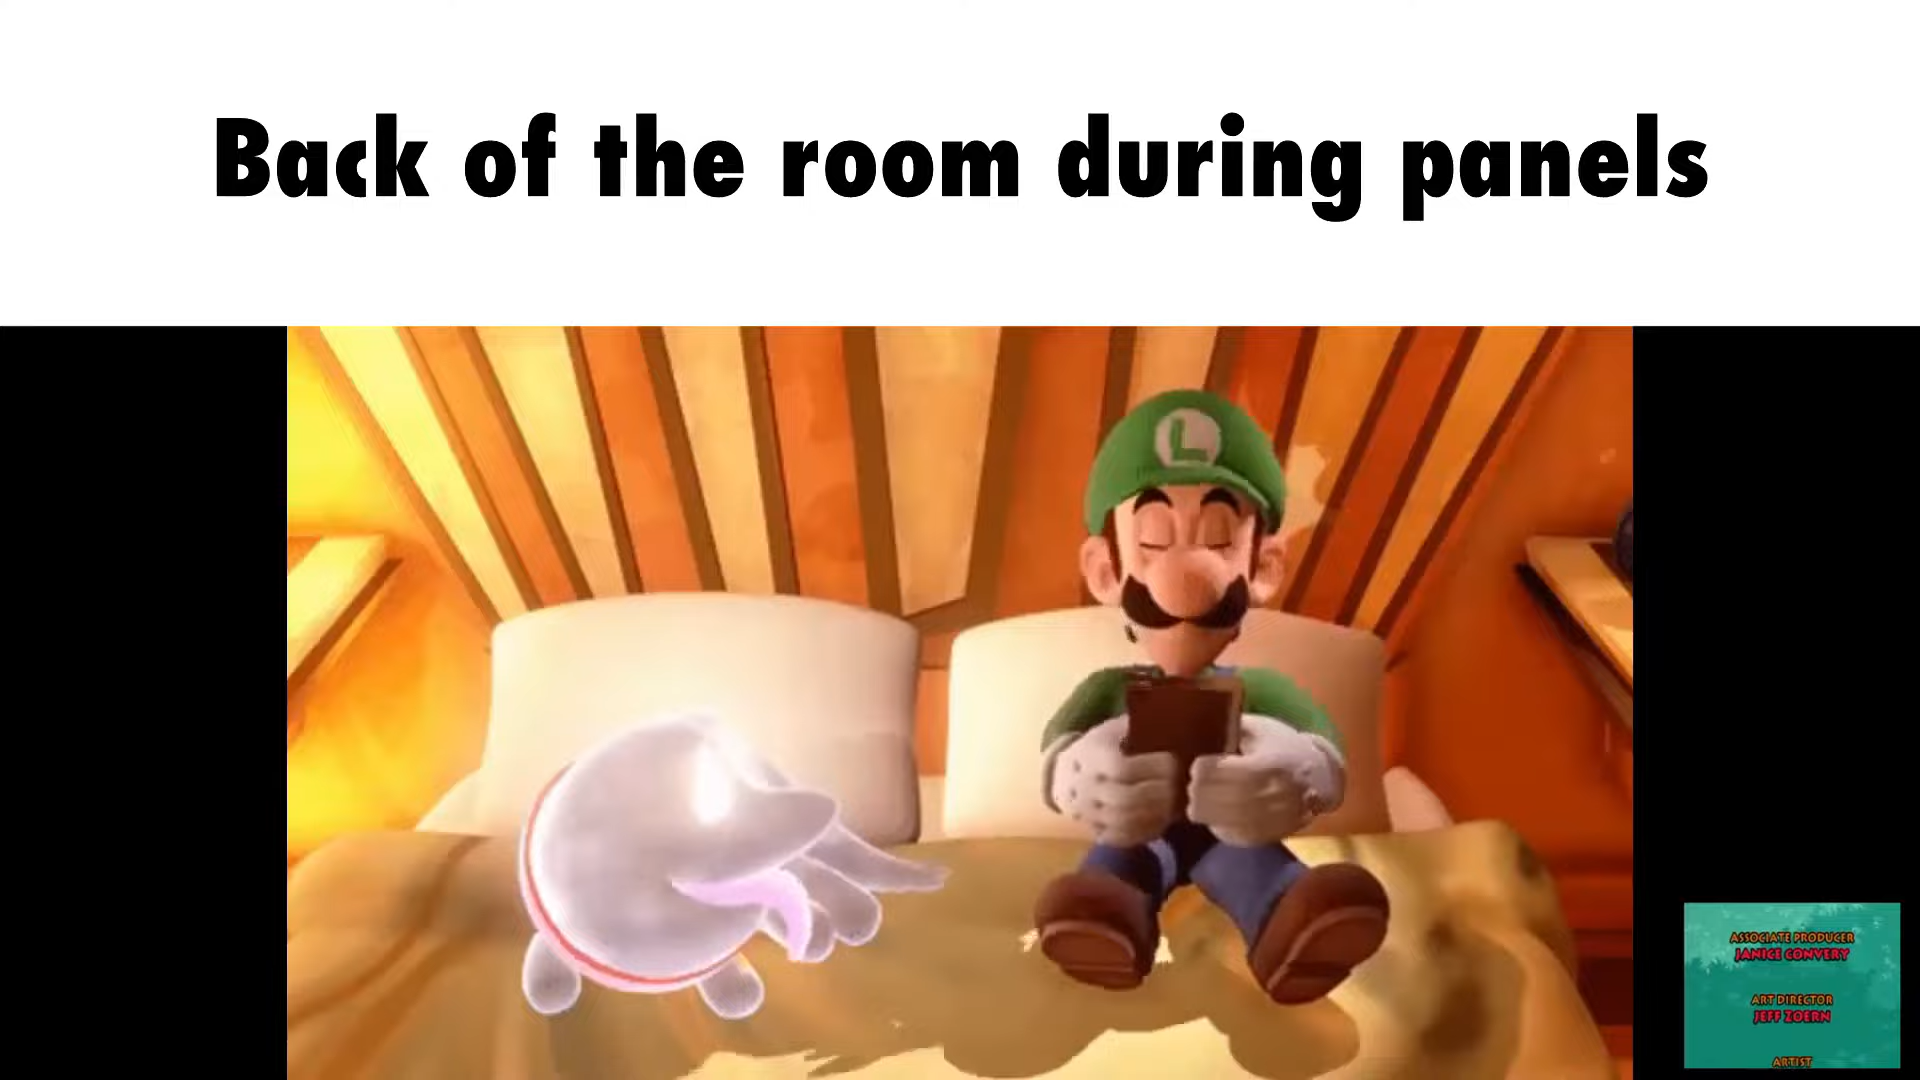 Back of the room during panels
L
ASSOCIATE PRODUCER
JANICE CONVERY
ART DIRECTOR
JEFF ZOERN
ARTIST